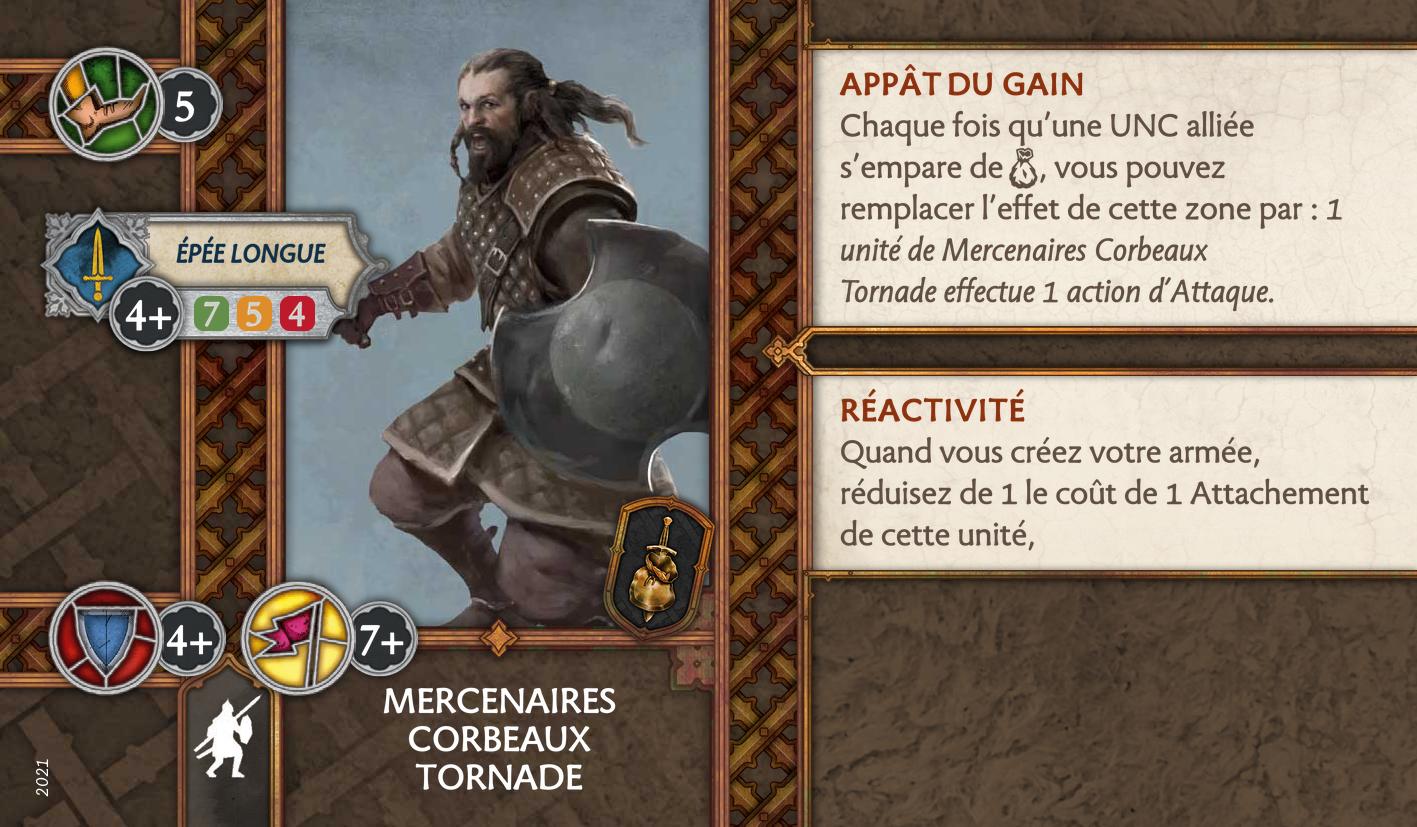 5
ÉPÉE LONGUE
4+ 7 5 4
4+ 7+
MERCENAIRES
CORBEAUX
TORNADE
2021
APPÂT DU GAIN
Chaque fois qu’une UNC alliée
s’empare de , vous pouvez
remplacer l’effet de cette zone par : 1
unité de Mercenaires Corbeaux
Tornade effectue 1 action d’Attaque.
RÉACTIVITÉ
Quand vous créez votre armée,
réduisez de 1 le coût de 1 Attachement
de cette unité,